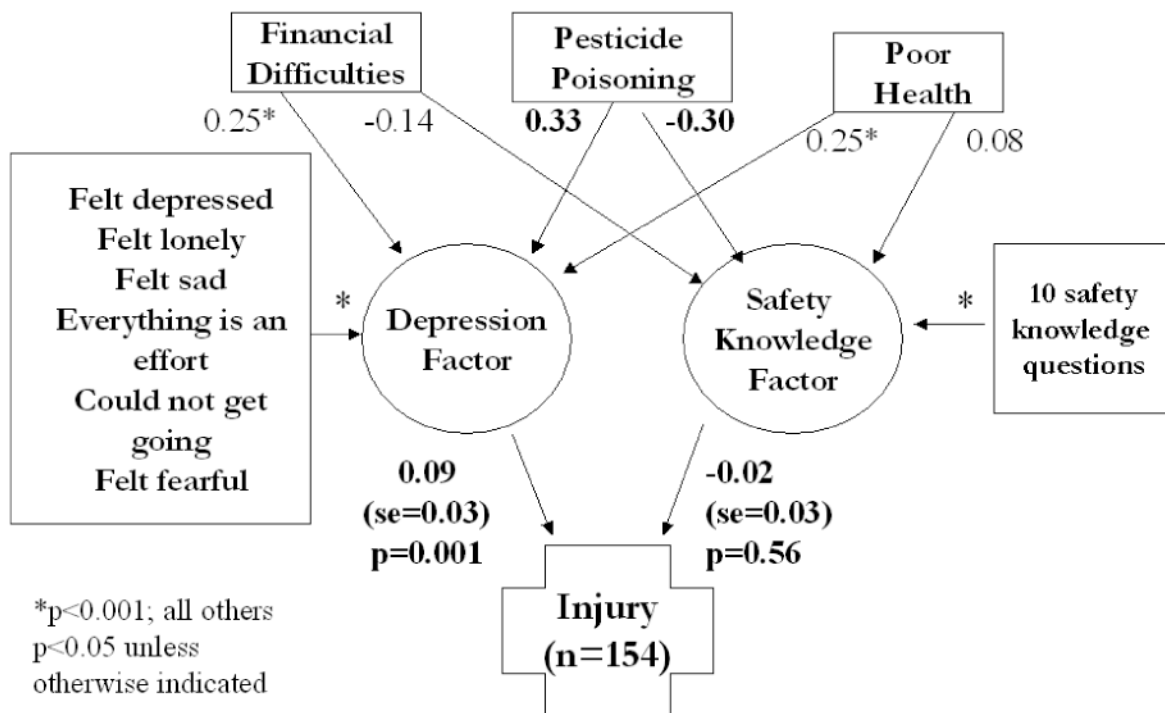 Financial
Difficulties
Pesticide
Poisoning
Poor
Health
0.25*
-0.14
0.33
-0.30
0.25*
0.08
Felt depressed
Felt lonely
Felt sad
Everything is an
effort
Could not get
going
Felt fearful
*
Depression
Factor
Safety
Knowledge
Factor
*
10 safety
knowledge
questions
0.09
(se=0.03)
p=0.001
-0.02
(se=0.03)
p=0.56
Injury
(n=154)
*p<0.001; all others
p<0.05 unless
otherwise indicated